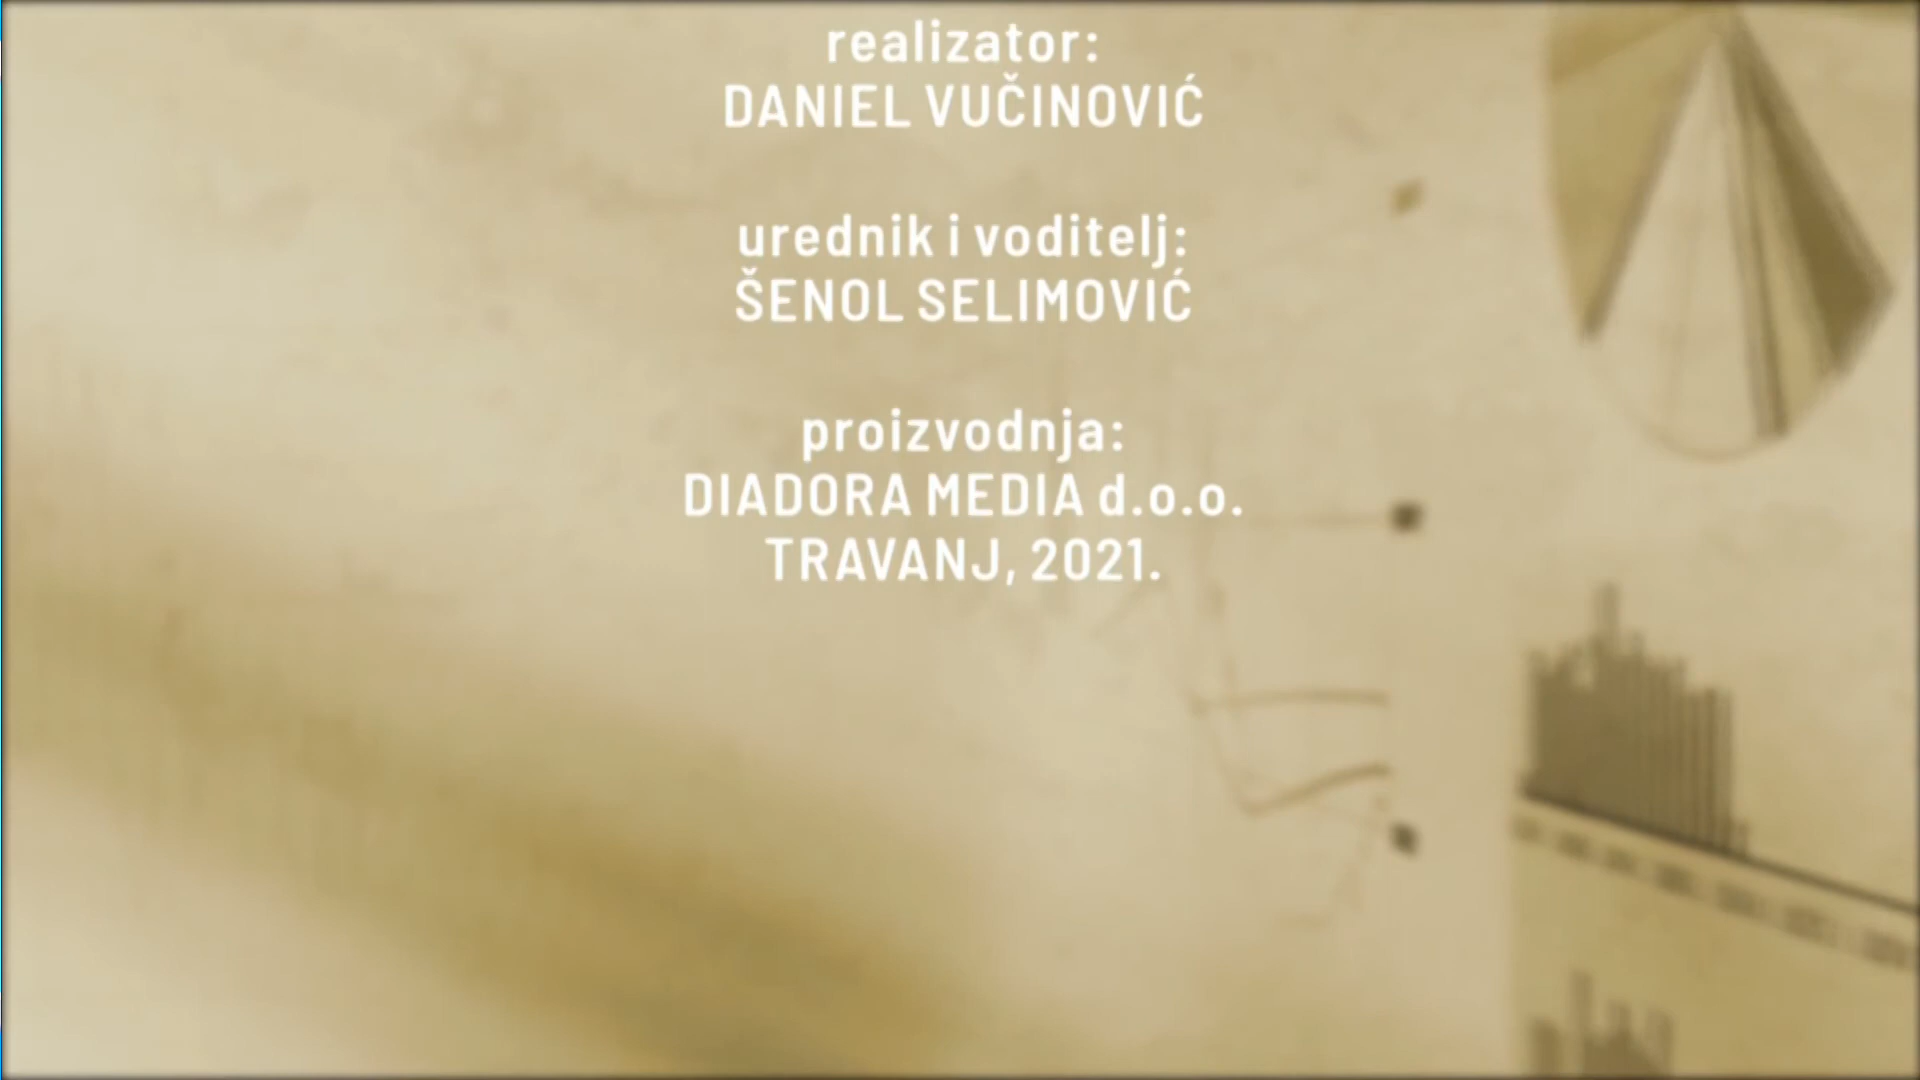 realizator:
DANIEL VUČINOVIĆ
urednik i voditelj:
ŠENOL SELIMOVIĆ
proizvodnja:
DIADORA MEDIA d.o.o.
TRAVANJ, 2021.